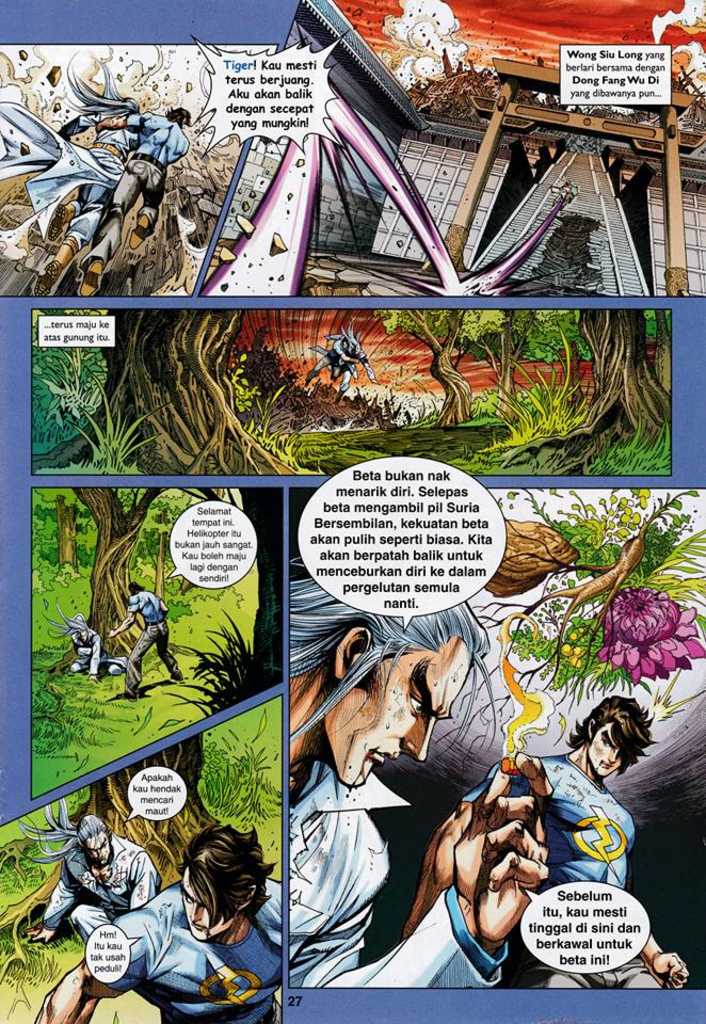 Tiger! Kau mesti
terus berjuang.
Aku akan balik
dengan secepat
yang mungkin!
Wong Siu Long yang
berlari bersama dengan
Dong Fang Wu Di
yang dibawanya pun...
...terus maju ke
atas gunung itu.
Selamat
tempat ini.
Helikopter itu
bukan jauh sangat.
Kau boleh maju
lagi dengan
sendiri!
Apakah
kau hendak
mencari
maut!
Hm!
Kau
tak usah
peduli!
Beta bukan nak
menarik diri. Selepas
beta mengambil pil Suria
Bersembilan, kekuatan beta
akan pulih seperti biasa. Kita
akan berpatah balik untuk
menceburkan diri ke dalam
pergelutan semula
nanti.
Sebelum
itu, kau mesti
tinggal di sini dan
berkawal untuk
beta ini!
27